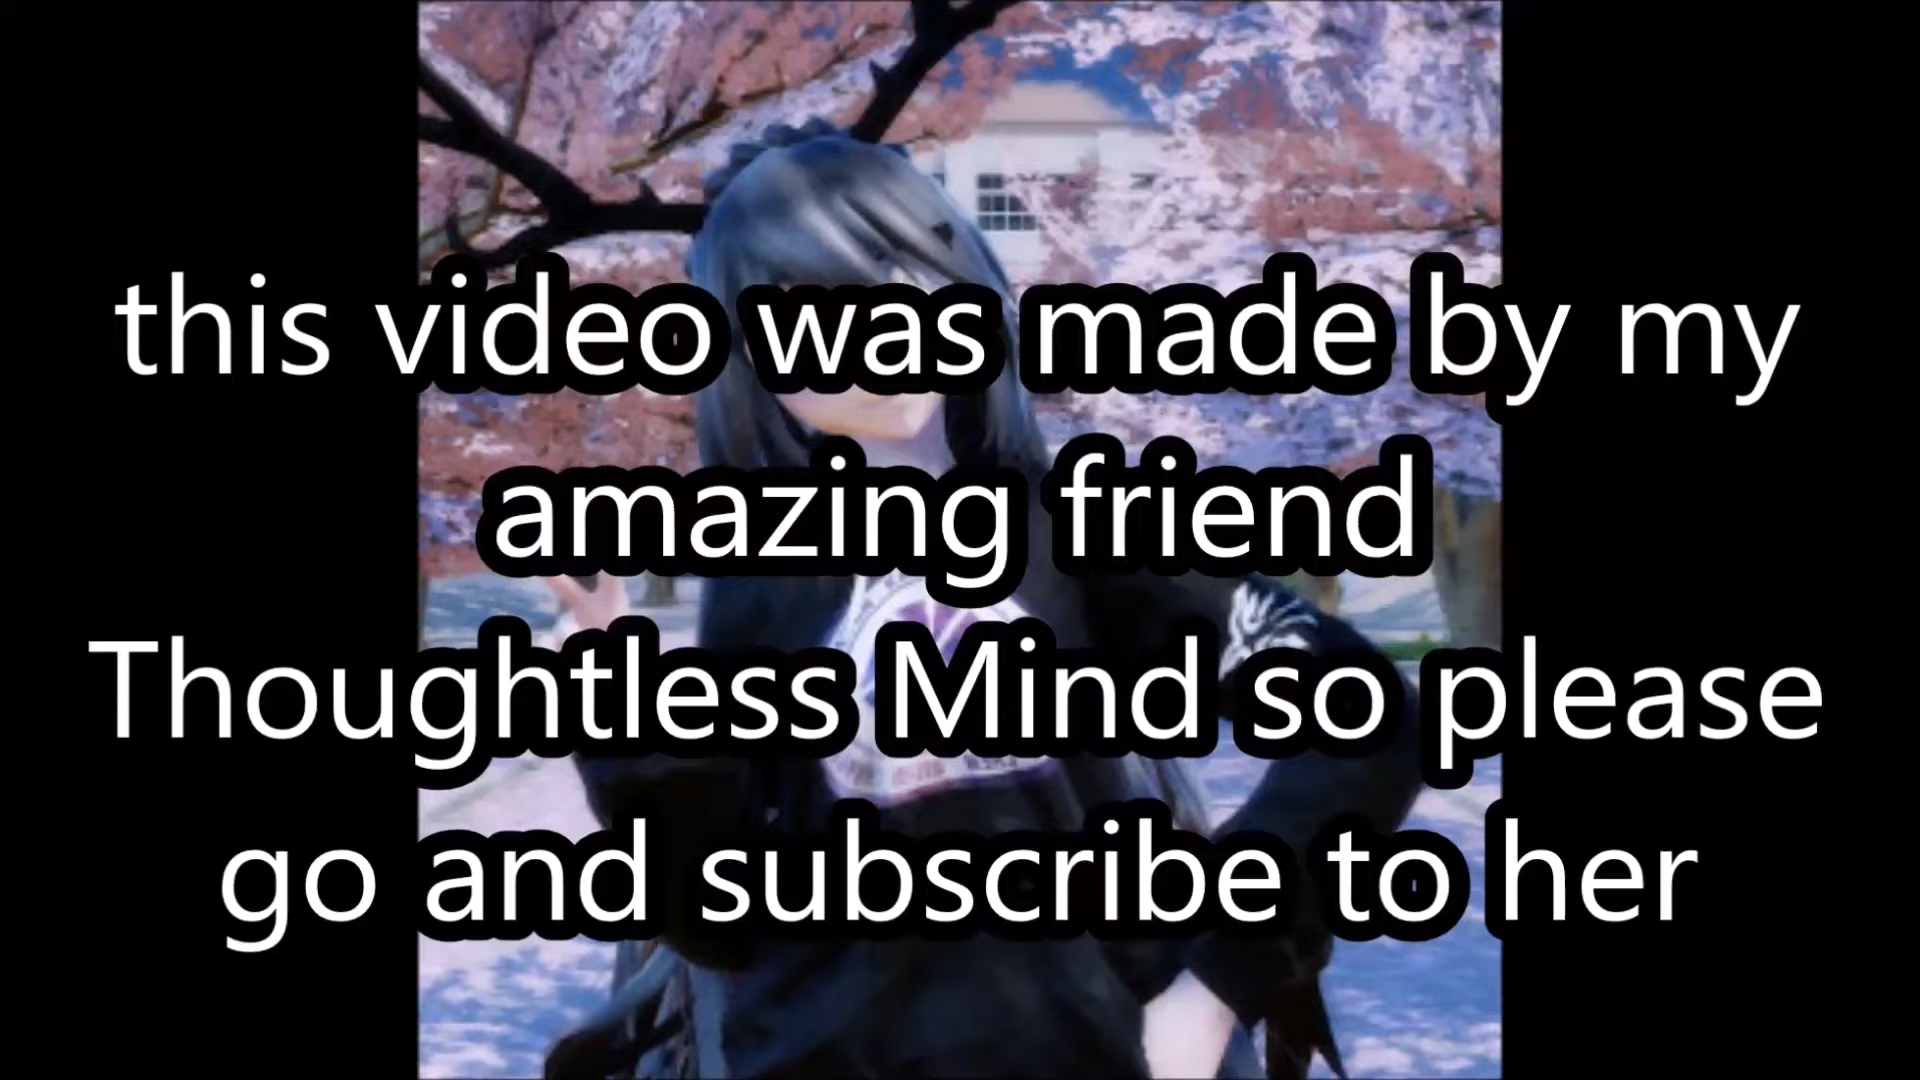 this video was made by my
amazing friend
Thoughtless Mind so please
go and subscribe to her